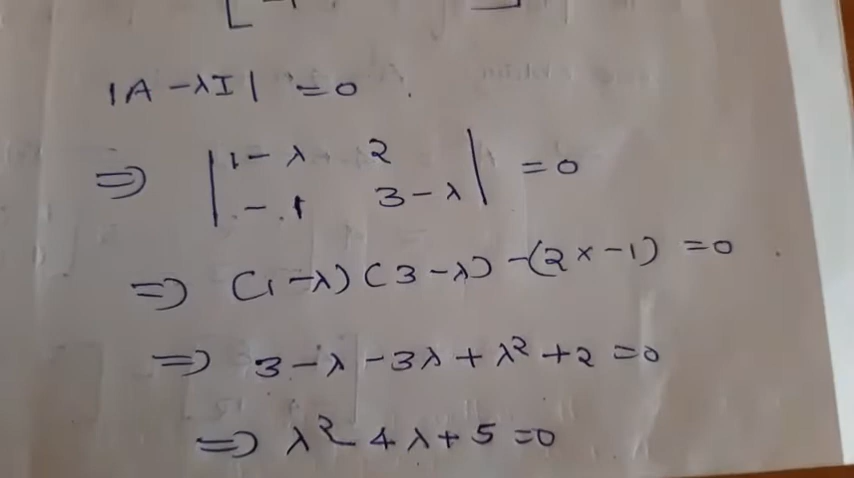 |A - λI| = 0 .
⇒ | 1 - λ 2 | = 0
| - 1 3 - λ |
⇒ (1 - λ) (3 - λ) - (2 × -1) = 0
⇒ 3 - λ - 3λ + λ² + 2 = 0
⇒ λ² - 4λ + 5 = 0